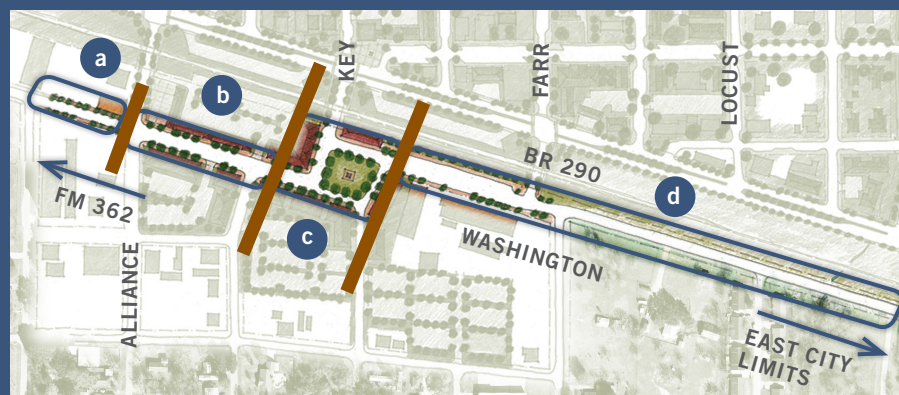 a
b
KEY
FARR
LOCUST
BR 290
d
FM 362
c
WASHINGTON
ALLIANCE
EAST CITY
LIMITS